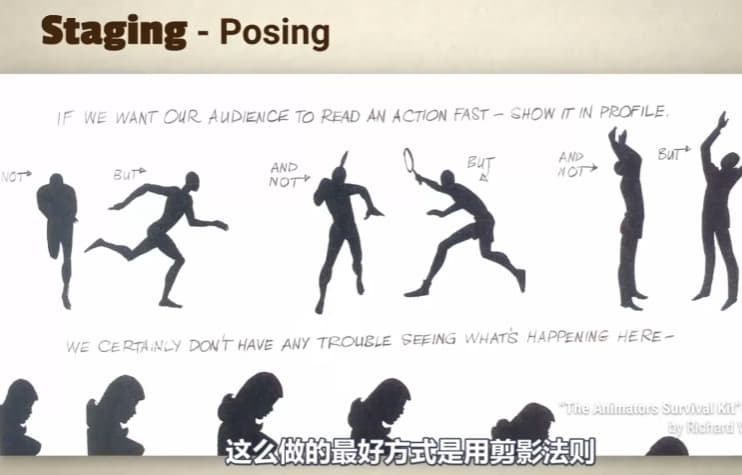 Staging - Posing
IF WE WANT OUR AUDIENCE TO READ AN ACTION FAST – SHOW IT IN PROFILE.
NOT
BUT
AND
NOT
BUT
AND
NOT
BUT
WE CERTAINLY DON'T HAVE ANY TROUBLE SEEING WHAT'S HAPPENING HERE –
"The Animators Survival Kit"
by Richard
这么做的最好方式是用剪影法则